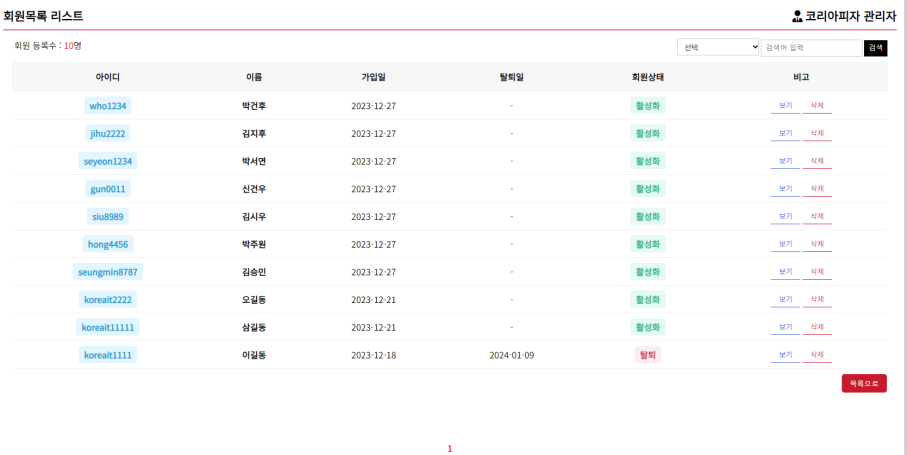 회원목록 리스트
코리아피자 관리자
회원 등록수 : 10명
선택 검색어 입력 검색
아이디 이름 가입일 탈퇴일 회원상태 비고
who1234 박건후 2023-12-27 - 활성화 보기 삭제
jihu2222 김지후 2023-12-27 - 활성화 보기 삭제
seyeon1234 박서연 2023-12-27 - 활성화 보기 삭제
gun0011 신건우 2023-12-27 - 활성화 보기 삭제
siu8989 김시우 2023-12-27 - 활성화 보기 삭제
hong4456 박주원 2023-12-27 - 활성화 보기 삭제
seungmin8787 김승민 2023-12-27 - 활성화 보기 삭제
koreait2222 오길동 2023-12-21 - 활성화 보기 삭제
koreait11111 삼길동 2023-12-21 - 활성화 보기 삭제
koreait1111 이길동 2023-12-18 2024-01-09 탈퇴 보기 삭제
목록으로
1